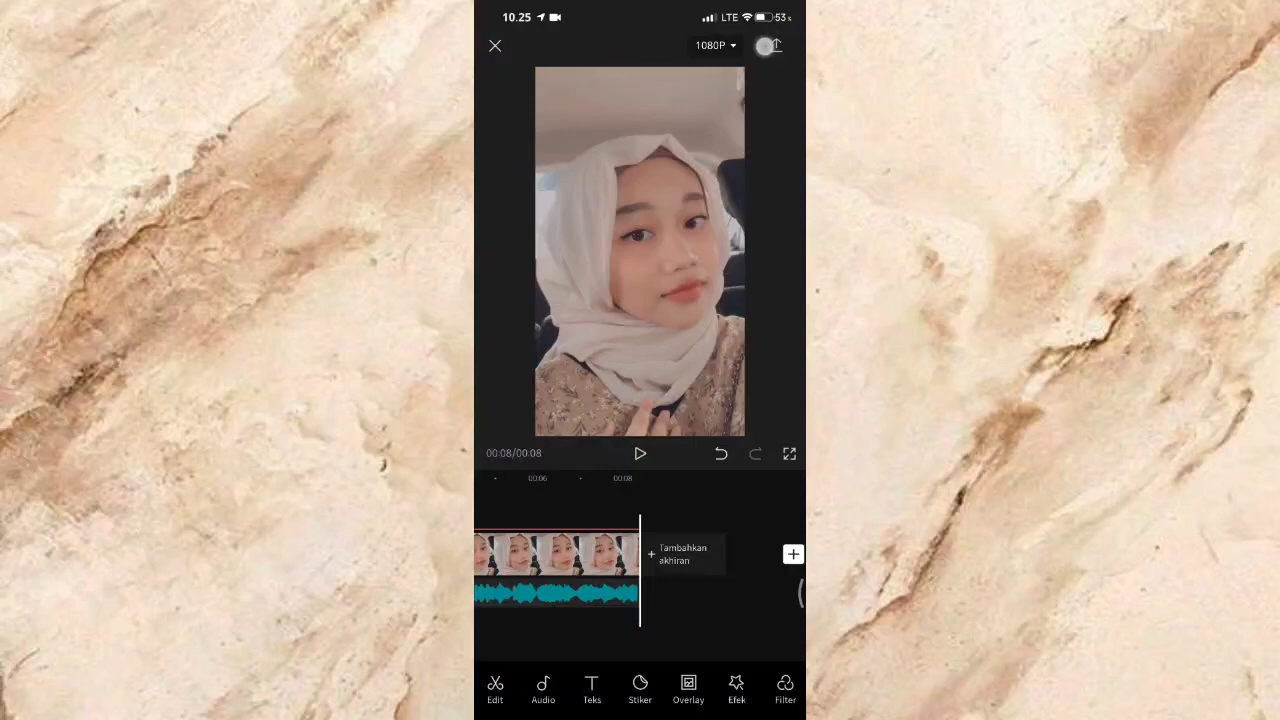 10.25 LTE 53%
1080P
00:08/00:08
00:06 00:08
Tambahkan
akhiran
Edit Audio Teks Stiker Overlay Efek Filter